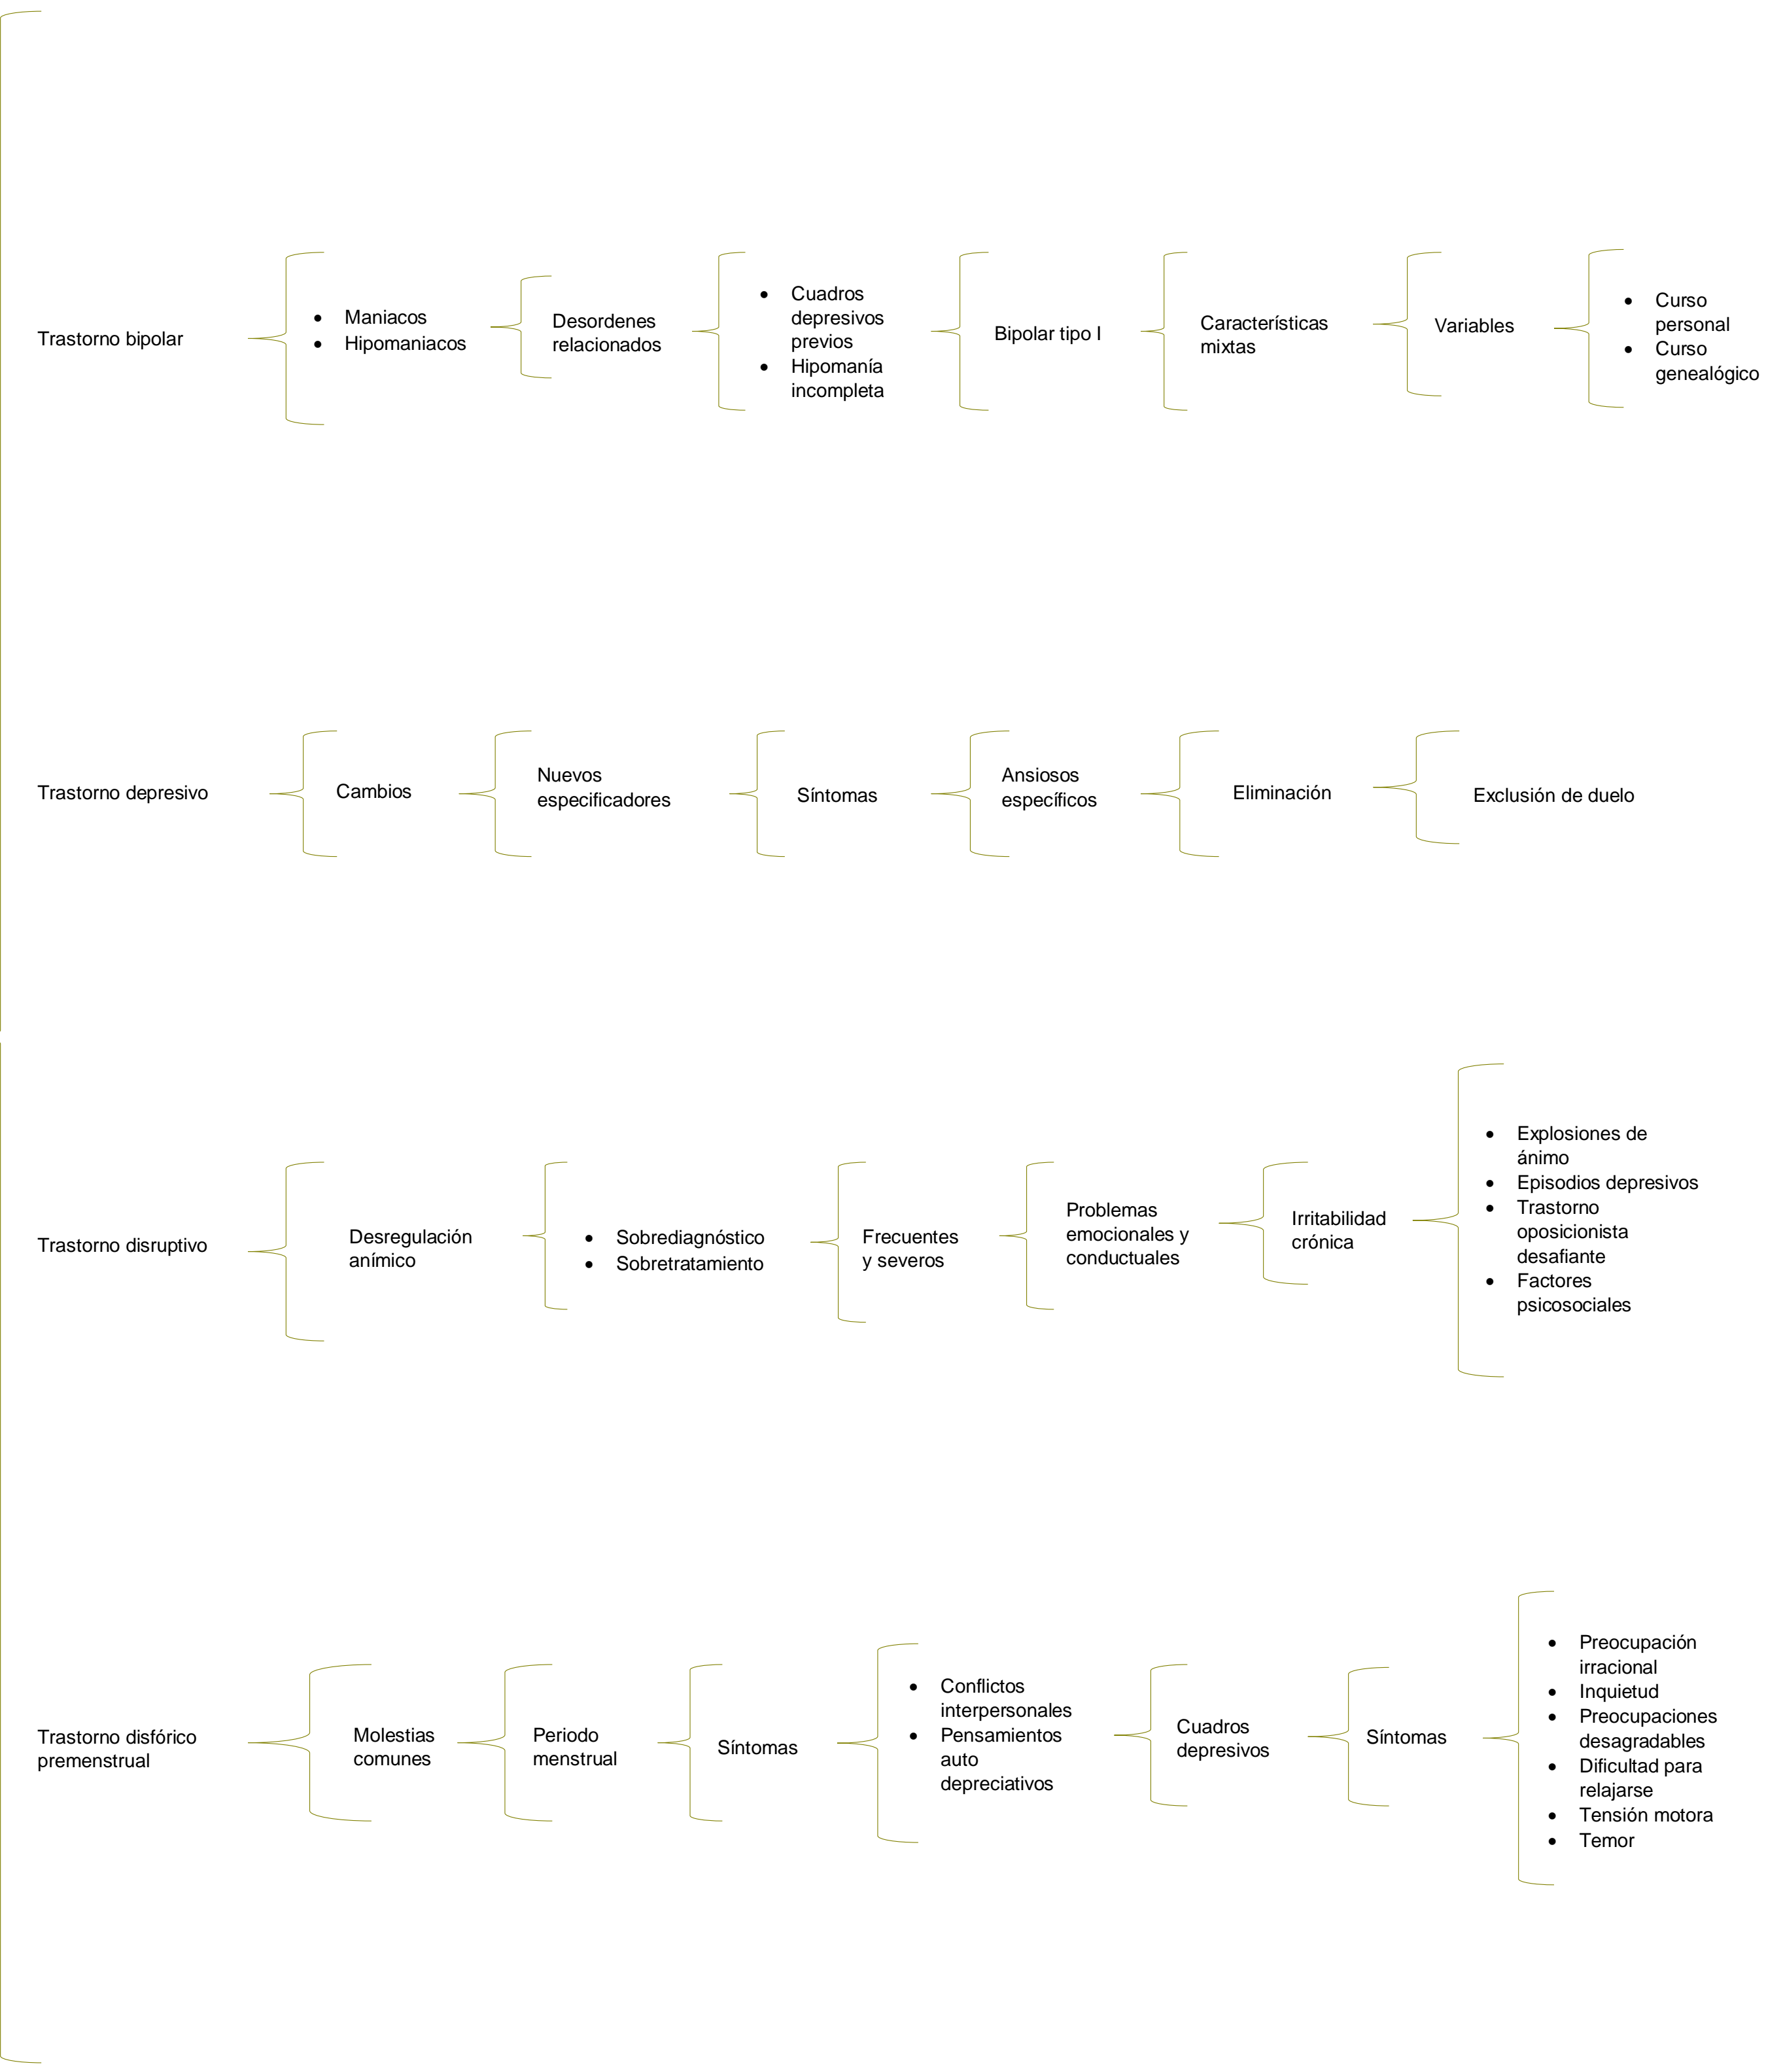 Trastorno bipolar
• Maniacos
• Hipomaniacos
Desordenes
relacionados
• Cuadros
depresivos
previos
• Hipomanía
incompleta
Bipolar tipo I
Características
mixtas
Variables
• Curso
personal
• Curso
genealógico
Trastorno depresivo
Cambios
Nuevos
especificadores
Síntomas
Ansiosos
específicos
Eliminación
Exclusión de duelo
Trastorno disruptivo
Desregulación
anímico
• Sobrediagnóstico
• Sobretratamiento
Frecuentes
y severos
Problemas
emocionales y
conductuales
Irritabilidad
crónica
• Explosiones de
ánimo
• Episodios depresivos
• Trastorno
oposicionista
desafiante
• Factores
psicosociales
Trastorno disfórico
premenstrual
Molestias
comunes
Periodo
menstrual
Síntomas
• Conflictos
interpersonales
• Pensamientos
auto
depreciativos
Cuadros
depresivos
Síntomas
• Preocupación
irracional
• Inquietud
• Preocupaciones
desagradables
• Dificultad para
relajarse
• Tensión motora
• Temor